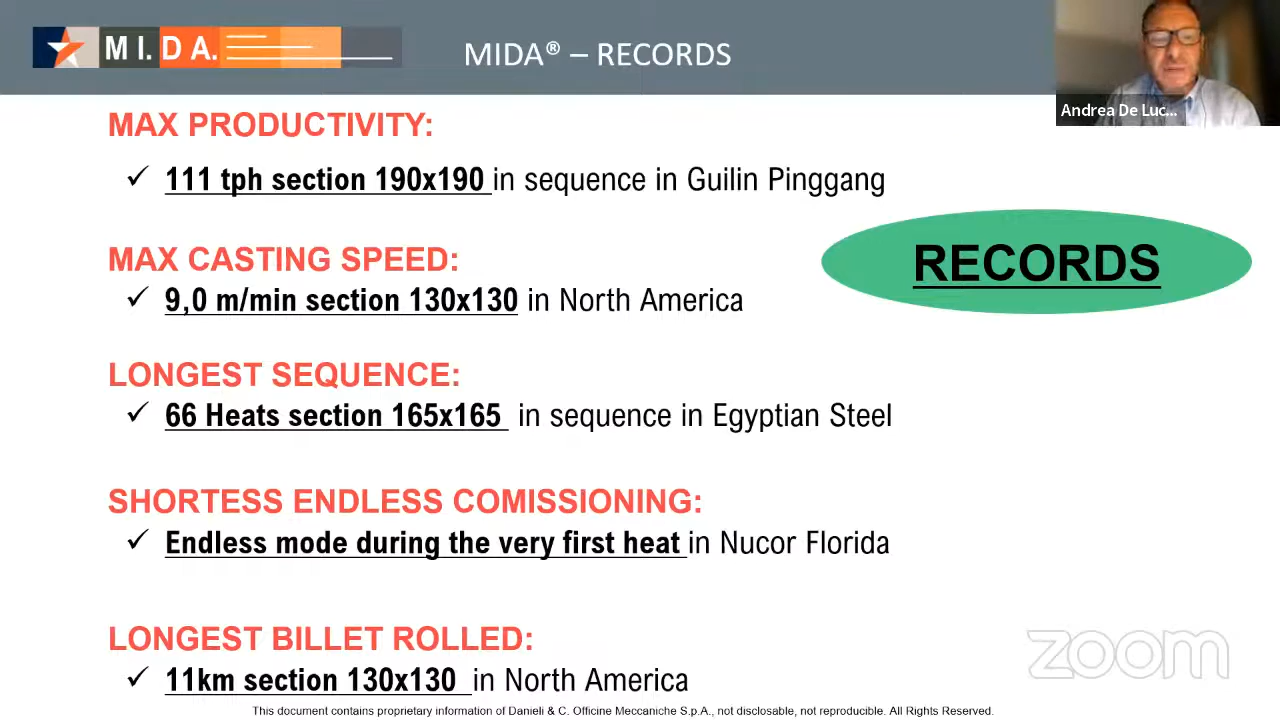 MI.DA.
MIDA® – RECORDS
Andrea De Luc...
MAX PRODUCTIVITY:
✓ 111 tph section 190x190 in sequence in Guilin Pinggang
MAX CASTING SPEED:
✓ 9,0 m/min section 130x130 in North America
RECORDS
LONGEST SEQUENCE:
✓ 66 Heats section 165x165 in sequence in Egyptian Steel
SHORTESS ENDLESS COMISSIONING:
✓ Endless mode during the very first heat in Nucor Florida
LONGEST BILLET ROLLED:
✓ 11km section 130x130 in North America
zoom
This document contains proprietary information of Danieli & C. Officine Meccaniche S.p.A., not disclosable, not reproducible. All Rights Reserved.